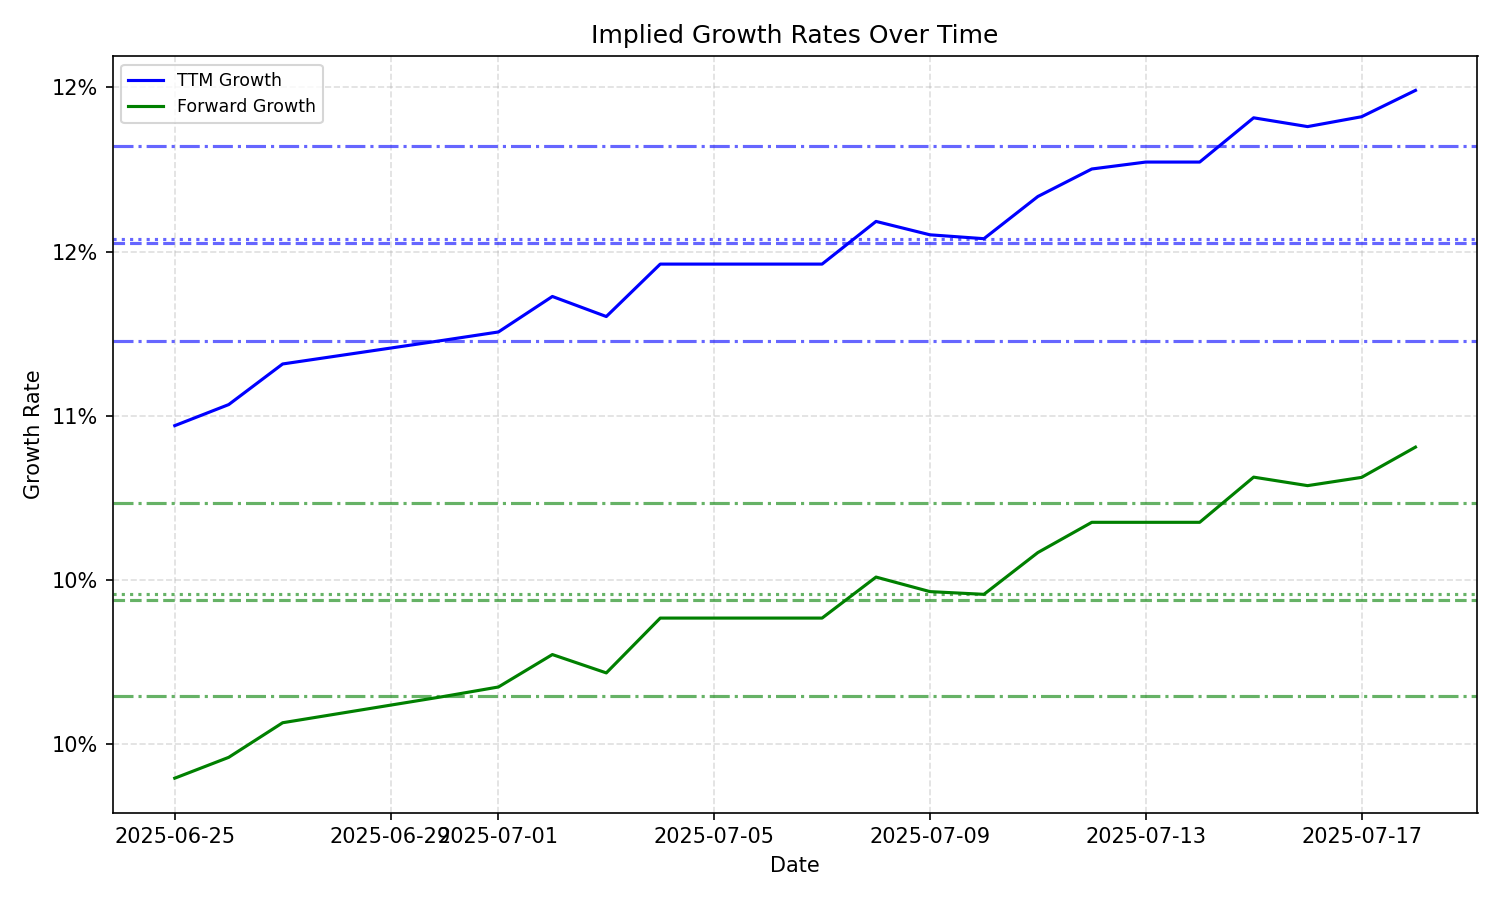 Implied Growth Rates Over Time
TTM Growth
Forward Growth
12%
12%
11%
10%
10%
Growth Rate
2025-06-25
2025-06-29
2025-07-01
2025-07-05
2025-07-09
2025-07-13
2025-07-17
Date